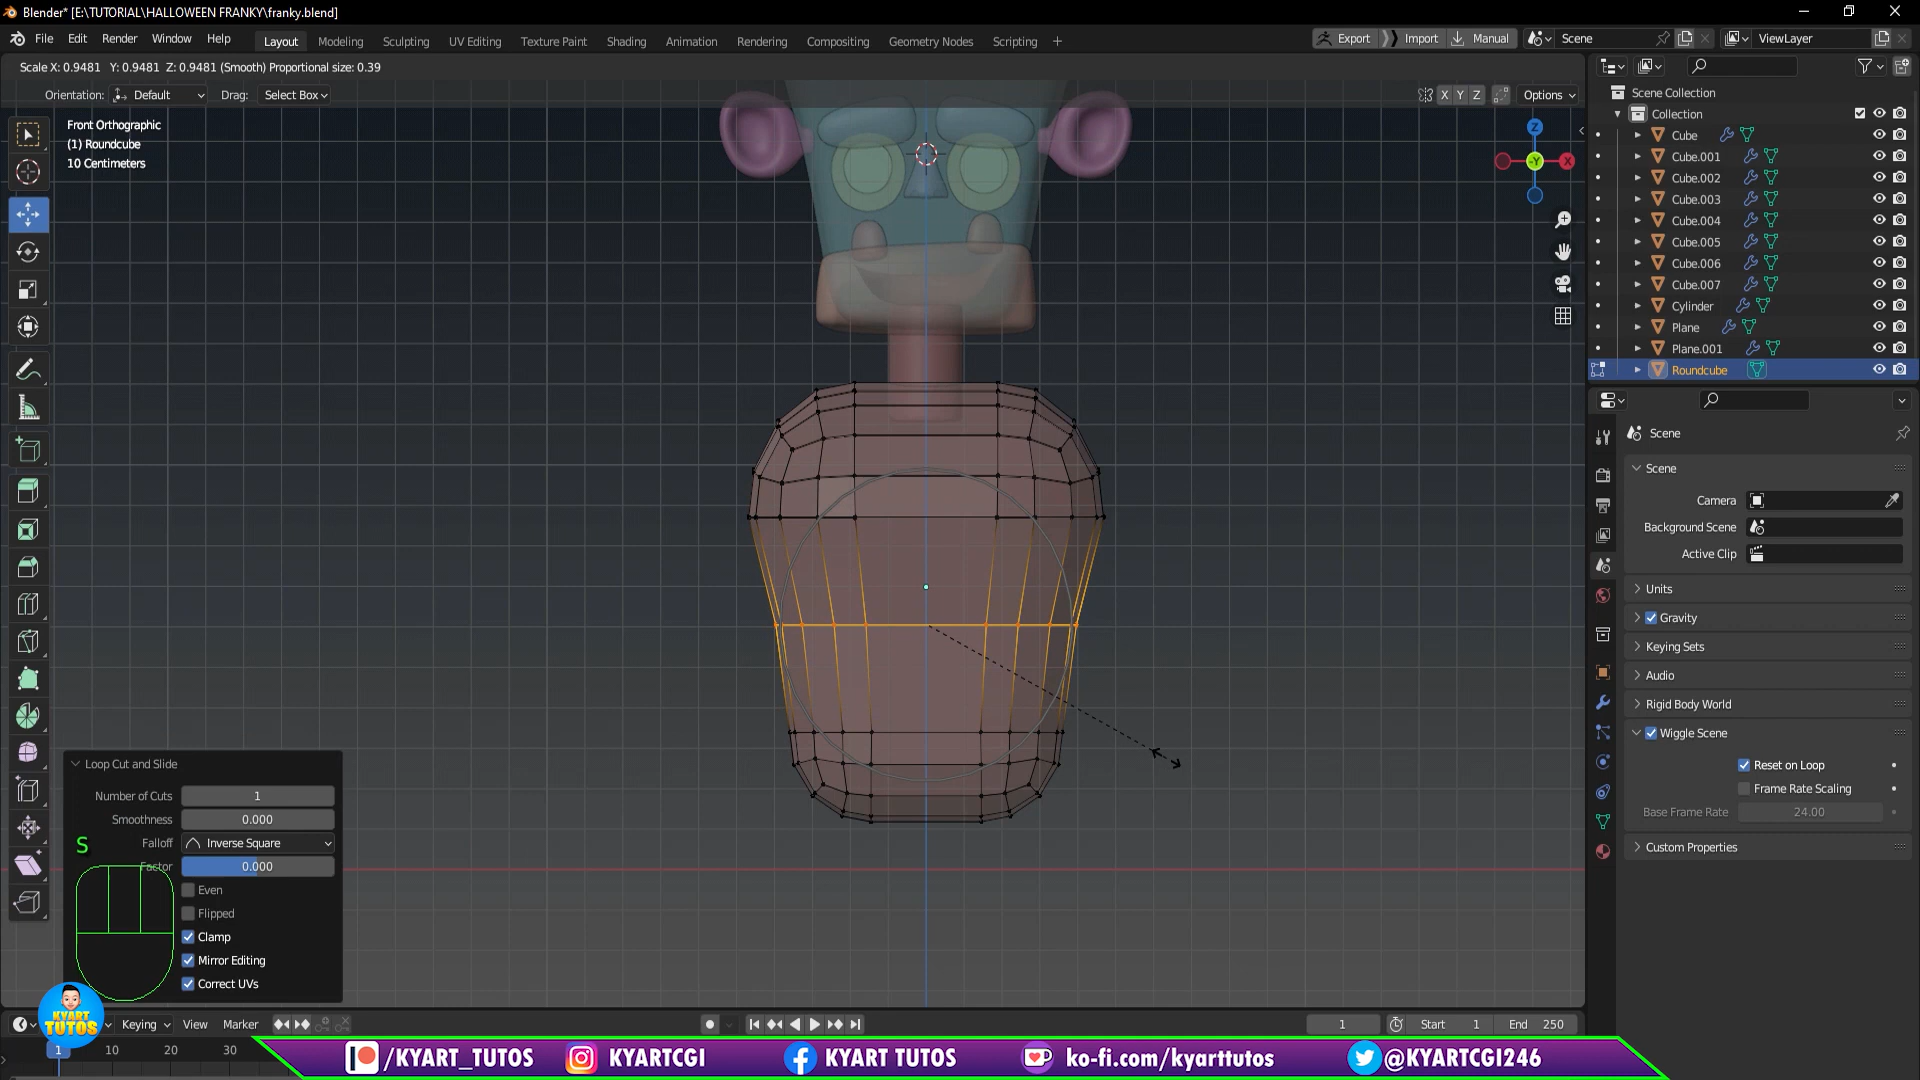 Blender* [E:\TUTORIAL\HALLOWEEN FRANKY\franky.blend]
File Edit Render Window Help Layout Modeling Sculpting UV Editing Texture Paint Shading Animation Rendering Compositing Geometry Nodes Scripting + Export Import Manual Scene ViewLayer
Scale X: 0.9481 Y: 0.9481 Z: 0.9481 (Smooth) Proportional size: 0.39
Orientation: Default Drag: Select Box X Y Z Options
Front Orthographic
(1) Roundcube
10 Centimeters
Z
-Y X
Scene Collection
Collection
Cube
Cube.001
Cube.002
Cube.003
Cube.004
Cube.005
Cube.006
Cube.007
Cylinder
Plane
Plane.001
Roundcube
Scene
Scene
Camera
Background Scene
Active Clip
Units
Gravity
Keying Sets
Audio
Rigid Body World
Wiggle Scene
Reset on Loop
Frame Rate Scaling
Base Frame Rate 24.00
Custom Properties
Loop Cut and Slide
Number of Cuts 1
Smoothness 0.000
S Falloff Inverse Square
Factor 0.000
Even
Flipped
Clamp
Mirror Editing
Correct UVs
KYART
TUTOS
Keying View Marker 1 Start 1 End 250
1 10 20 30
/KYART_TUTOS KYARTCGI KYART TUTOS ko-fi.com/kyarttutos @KYARTCGI246